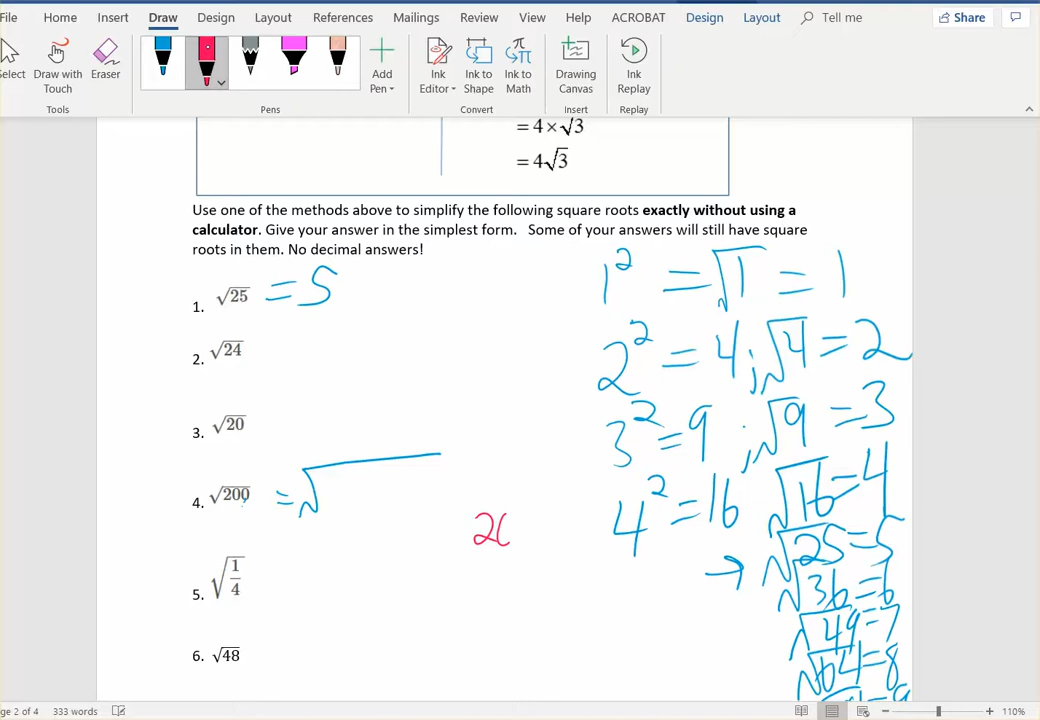 File Home Insert Draw Design Layout References Mailings Review View Help ACROBAT Design Layout Tell me Share
Select Draw with Touch Eraser Add Pen Ink Editor Ink to Shape Ink to Math Drawing Canvas Ink Replay
Tools Pens Convert Insert Replay
= 4 × √3
= 4√3
Use one of the methods above to simplify the following square roots exactly without using a
calculator. Give your answer in the simplest form. Some of your answers will still have square
roots in them. No decimal answers!
1. √25 = 5
1² = √1 = 1
2. √24
2² = 4 ; √4 = 2
3. √20
3² = 9 ; √9 = 3
4. √200 = √
4² = 16 √16 = 4
20
→ √25 = 5
5. √1/4
√36 = 6
√49 = 7
6. √48
√64 = 8
Page 2 of 4 333 words 110%